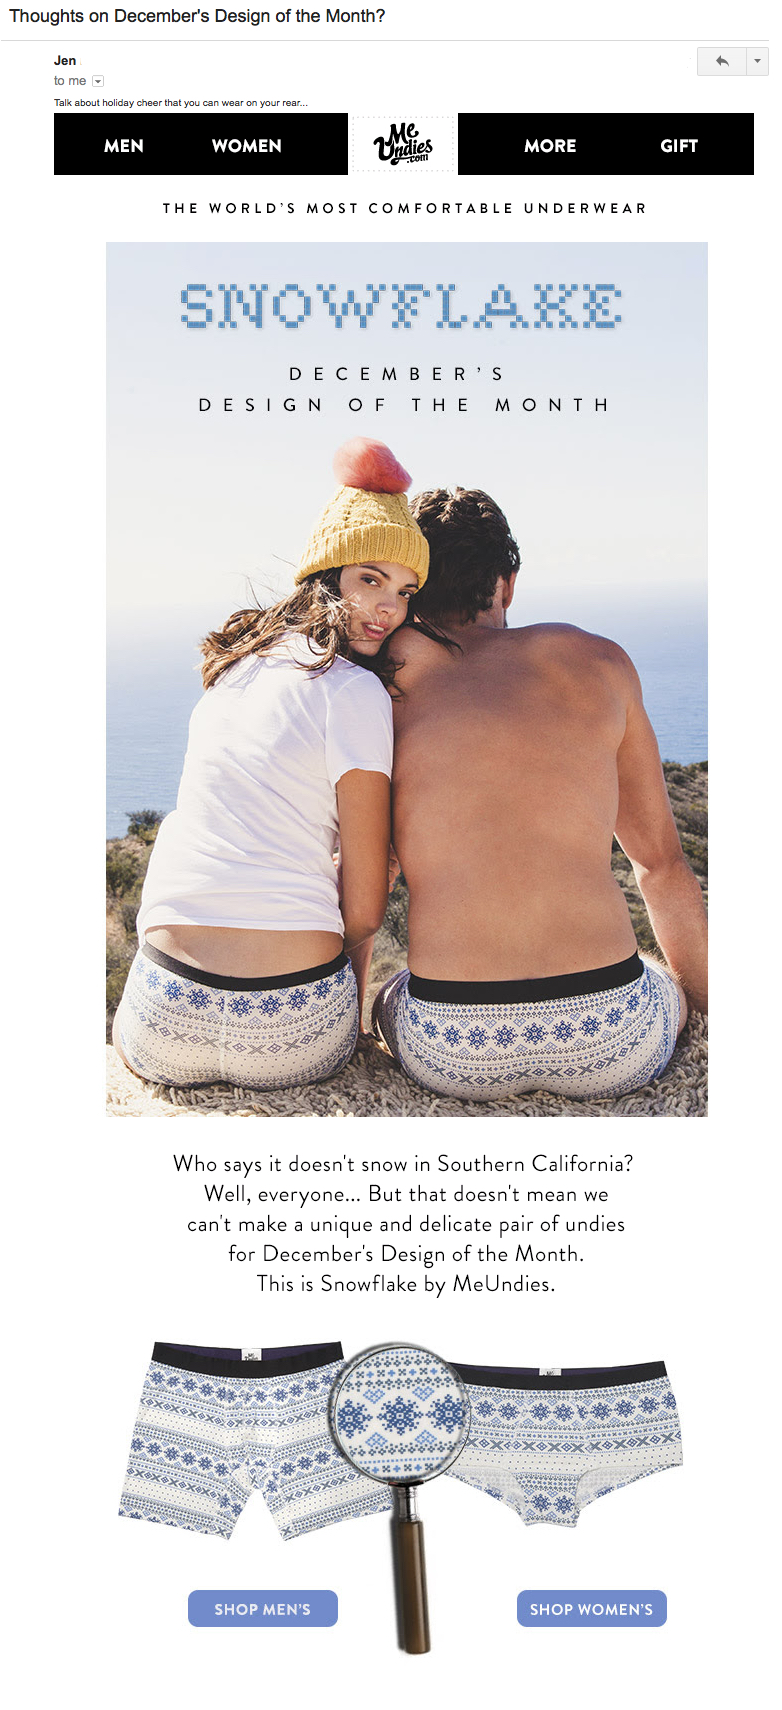 Thoughts on December's Design of the Month?
Jen
to me
Talk about holiday cheer that you can wear on your rear...
MEN WOMEN Me Undies .com MORE GIFT
THE WORLD'S MOST COMFORTABLE UNDERWEAR
SNOWFLAKE
DECEMBER'S
DESIGN OF THE MONTH
Who says it doesn't snow in Southern California?
Well, everyone... But that doesn't mean we
can't make a unique and delicate pair of undies
for December's Design of the Month.
This is Snowflake by MeUndies.
SHOP MEN'S SHOP WOMEN'S